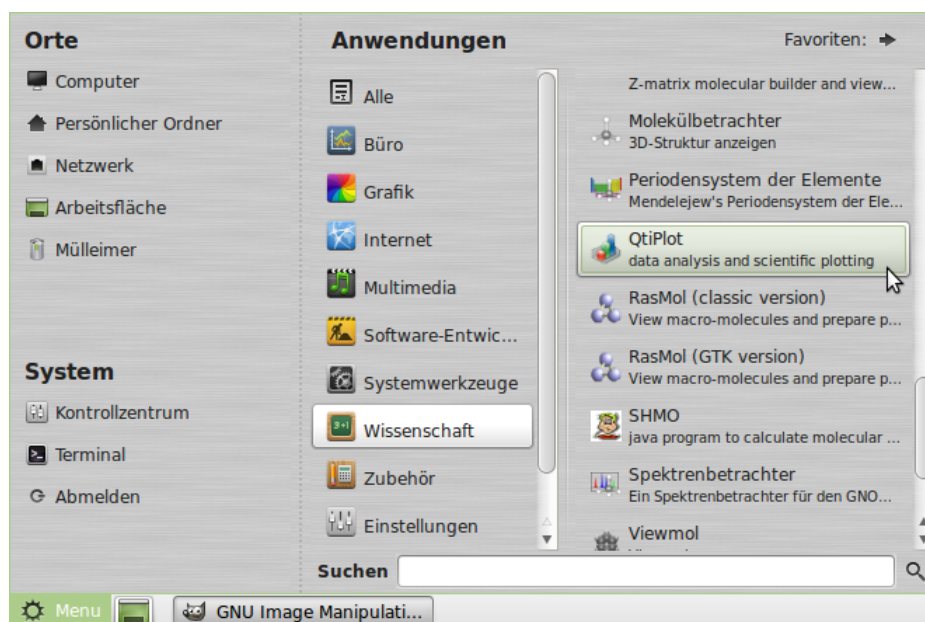 Orte
Computer
Persönlicher Ordner
Netzwerk
Arbeitsfläche
Mülleimer
System
Kontrollzentrum
Terminal
Abmelden
Anwendungen
Alle
Büro
Grafik
Internet
Multimedia
Software-Entwic...
Systemwerkzeuge
Wissenschaft
Zubehör
Einstellungen
Favoriten:
Z-matrix molecular builder and view...
Molekülbetrachter
3D-Struktur anzeigen
Periodensystem der Elemente
Mendelejew's Periodensystem der Ele...
QtiPlot
data analysis and scientific plotting
RasMol (classic version)
View macro-molecules and prepare p...
RasMol (GTK version)
View macro-molecules and prepare p...
SHMO
java program to calculate molecular ...
Spektrenbetrachter
Ein Spektrenbetrachter für den GNO...
Viewmol
Suchen
Menu
GNU Image Manipulati...